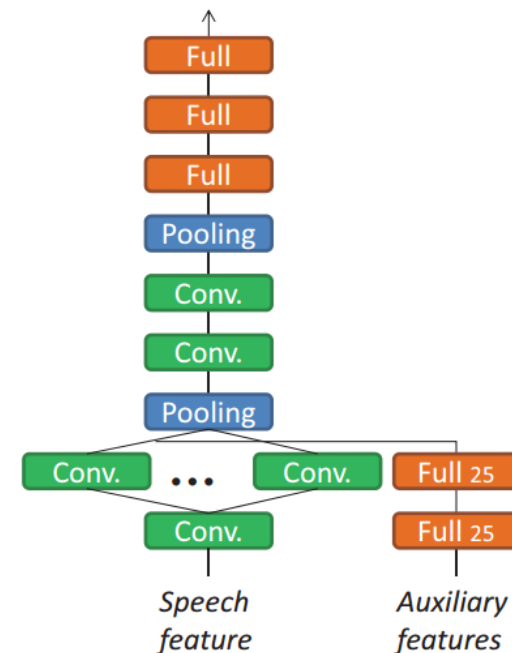 Full
Full
Full
Pooling
Conv.
Conv.
Pooling
Conv. ... Conv. Full 25
Conv. Full 25
Speech Auxiliary
feature features